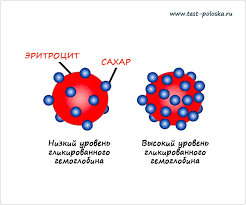 www.test-poloska.ru
ЭРИТРОЦИТ
САХАР
Низкий уровень
гликированного
гемоглобина
Высокий уровень
гликированного
гемоглобина